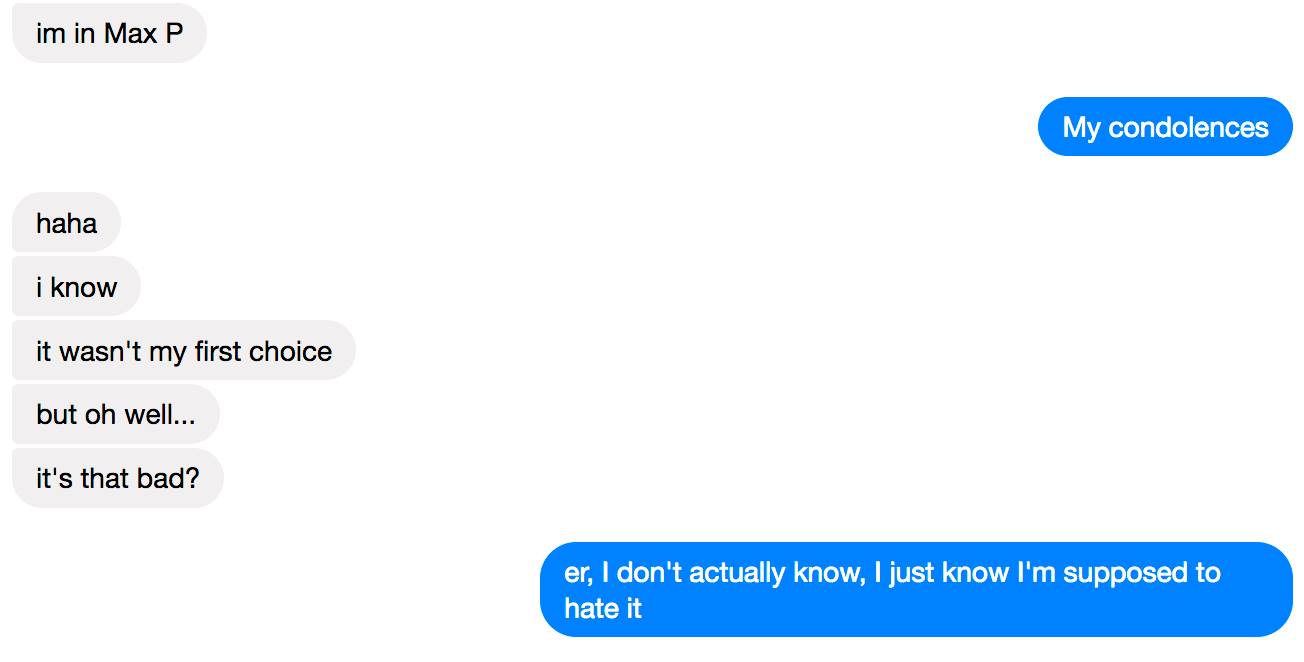 im in Max P
My condolences
haha
i know
it wasn't my first choice
but oh well...
it's that bad?
er, I don't actually know, I just know I'm supposed to
hate it